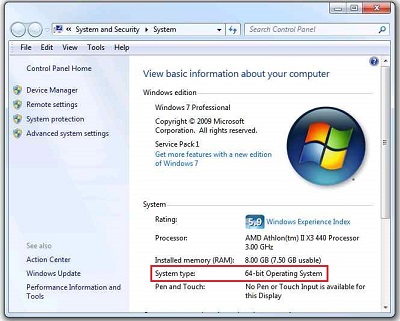 System and Security
System
Search Control Panel
File Edit View Tools Help
Control Panel Home
Device Manager
Remote settings
System protection
Advanced system settings
See also
Action Center
Windows Update
Performance Information and
Tools
View basic information about your computer
Windows edition
Windows 7 Professional
Copyright © 2009 Microsoft
Corporation. All rights reserved.
Service Pack 1
Get more features with a new edition
of Windows 7
System
Rating:
5.9 Windows Experience Index
Processor: AMD Athlon(tm) II X3 440 Processor
3.00 GHz
Installed memory (RAM): 8.00 GB (7.50 GB usable)
System type: 64-bit Operating System
Pen and Touch: No Pen or Touch Input is available for
this Display